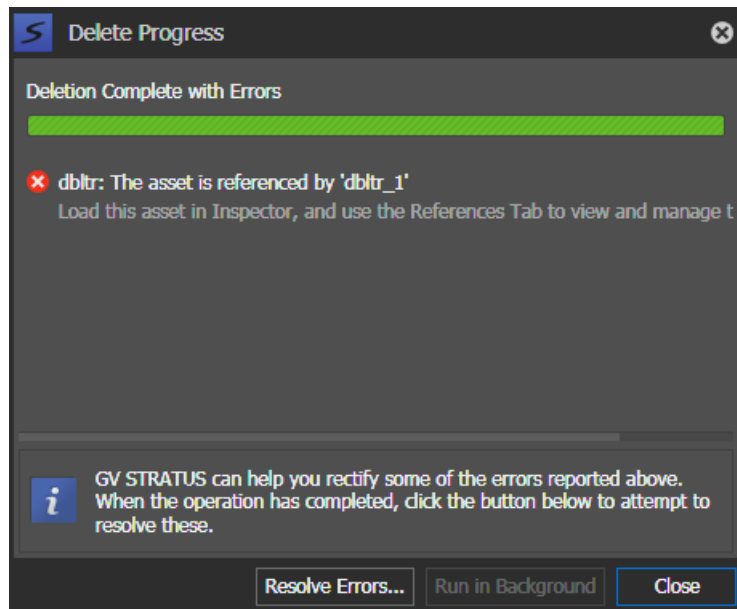 Delete Progress
Deletion Complete with Errors
dbltr: The asset is referenced by 'dbltr_1'
Load this asset in Inspector, and use the References Tab to view and manage t
GV STRATUS can help you rectify some of the errors reported above.
When the operation has completed, click the button below to attempt to
resolve these.
Resolve Errors... Run in Background Close